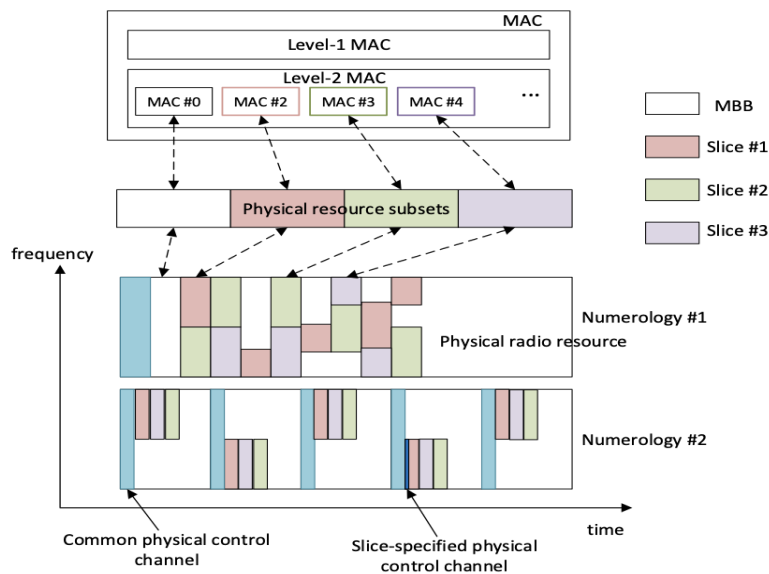 MAC
Level-1 MAC
Level-2 MAC
MAC #0
MAC #2
MAC #3
MAC #4
...
MBB
Slice #1
Slice #2
Slice #3
Physical resource subsets
frequency
Numerology #1
Physical radio resource
Numerology #2
time
Common physical control
channel
Slice-specified physical
control channel